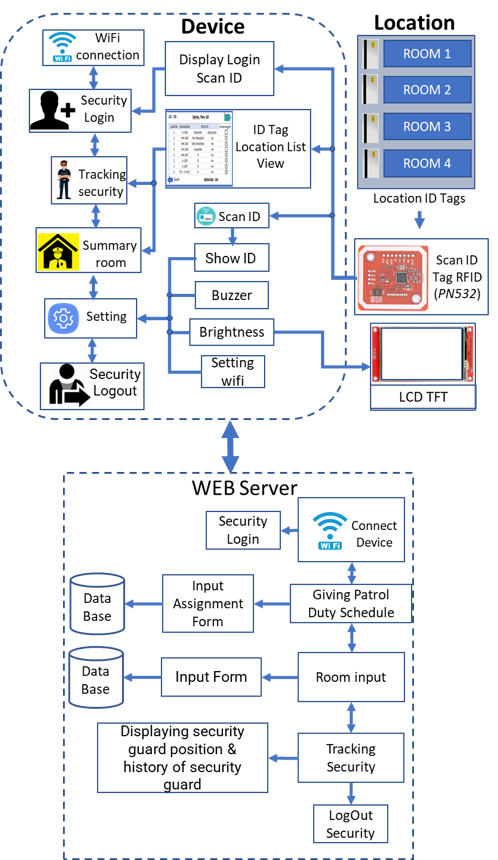 Device
Location
WiFi
connection
Wi Fi
Security
Login
Tracking
security
Summary
room
Setting
Security
Logout
Display Login
Scan ID
ID Tag
Location List
View
Scan ID
Show ID
Buzzer
Brightness
Setting
wifi
ROOM 1
ROOM 2
ROOM 3
ROOM 4
Location ID Tags
Scan ID
Tag RFID
(PN532)
LCD TFT
WEB Server
Security
Login
Wi Fi
Connect
Device
Data
Base
Input
Assignment
Form
Giving Patrol
Duty Schedule
Data
Base
Input Form
Room input
Displaying security
guard position &
history of security
guard
Tracking
Security
LogOut
Security